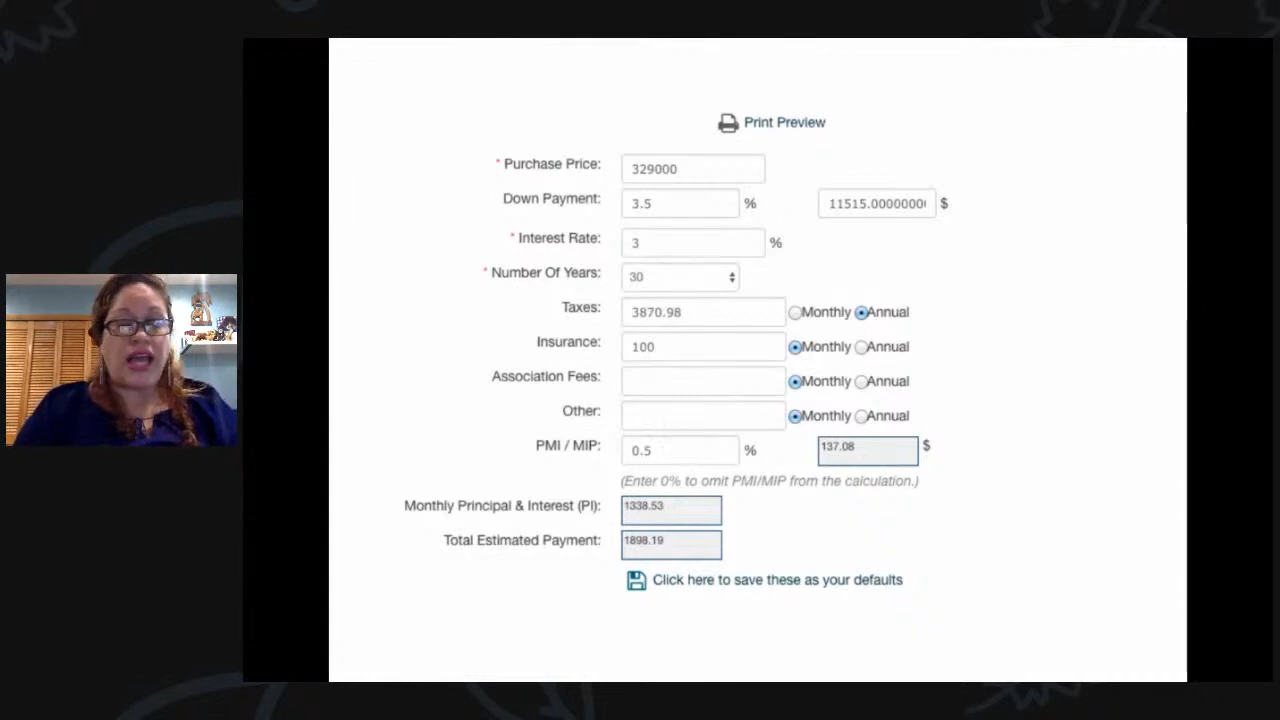 Print Preview
* Purchase Price: 329000
Down Payment: 3.5 % 11515.0000000 $
* Interest Rate: 3 %
* Number Of Years: 30
Taxes: 3870.98 Monthly Annual
Insurance: 100 Monthly Annual
Association Fees: Monthly Annual
Other: Monthly Annual
PMI / MIP: 0.5 % 137.08 $
(Enter 0% to omit PMI/MIP from the calculation.)
Monthly Principal & Interest (PI): 1338.53
Total Estimated Payment: 1898.19
Click here to save these as your defaults